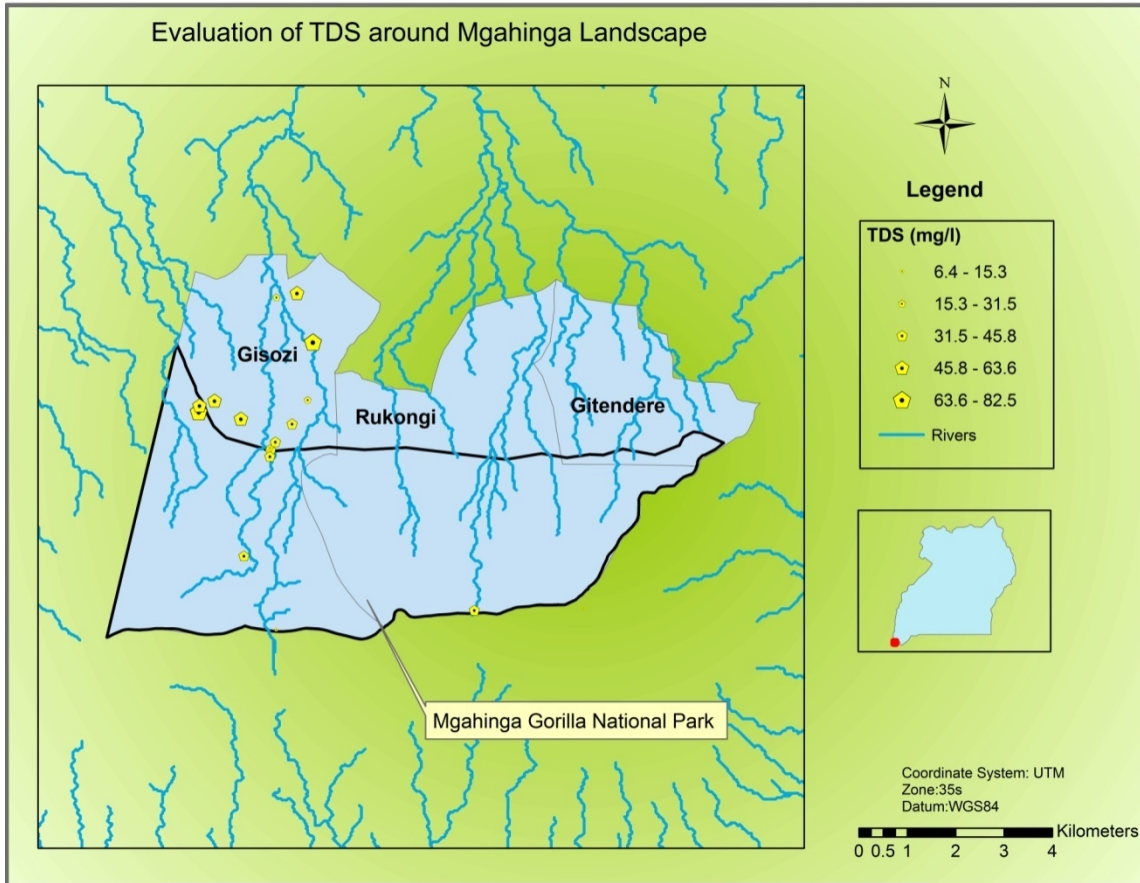 Evaluation of TDS around Mgahinga Landscape
N
Legend
TDS (mg/l)
6.4 - 15.3
15.3 - 31.5
31.5 - 45.8
45.8 - 63.6
63.6 - 82.5
Rivers
Gisozi
Rukongi
Gitendere
Mgahinga Gorilla National Park
Coordinate System: UTM
Zone:35s
Datum:WGS84
Kilometers
0 0.5 1 2 3 4